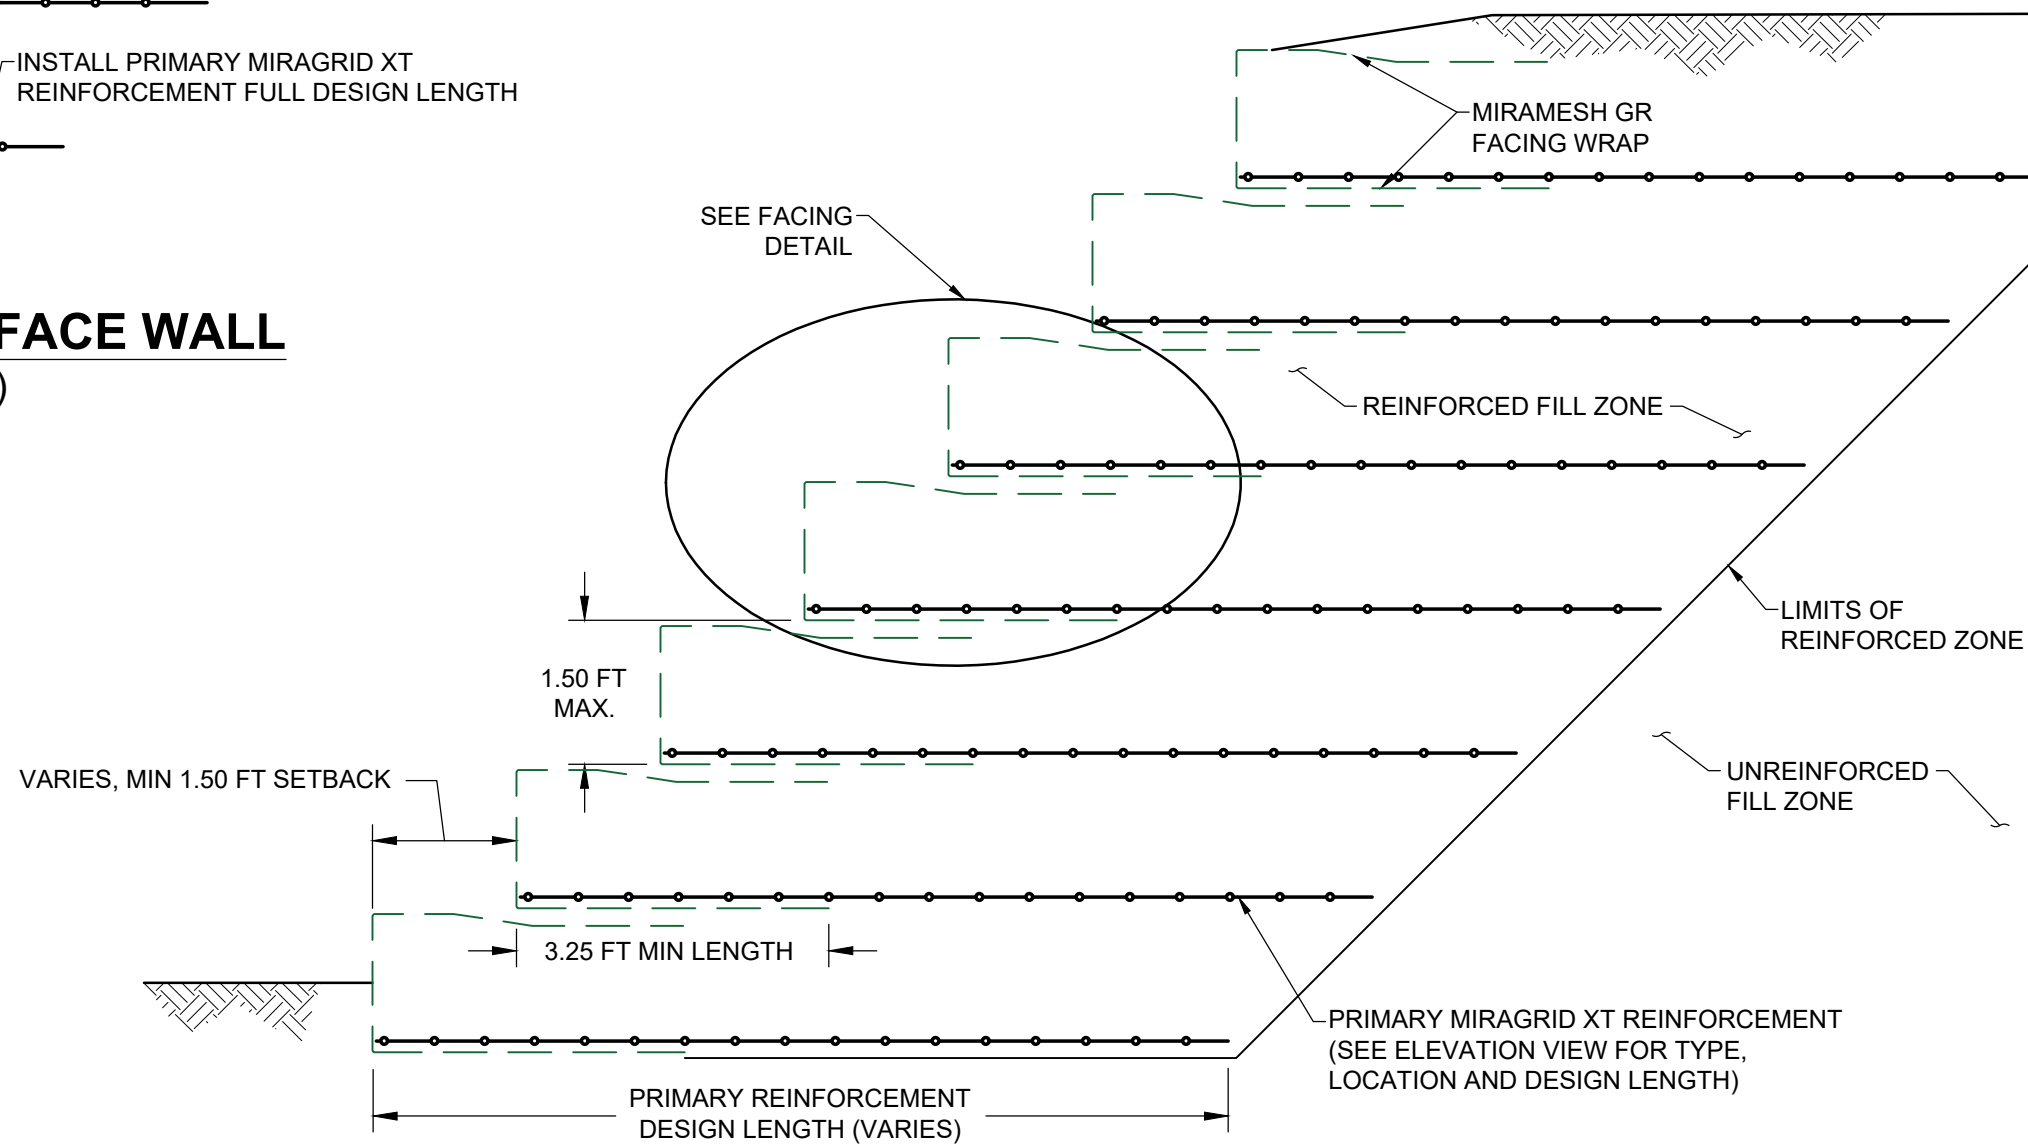 INSTALL PRIMARY MIRAGRID XT
REINFORCEMENT FULL DESIGN LENGTH
FACE WALL
)
MIRAMESH GR
FACING WRAP
SEE FACING
DETAIL
REINFORCED FILL ZONE
LIMITS OF
REINFORCED ZONE
1.50 FT
MAX.
VARIES, MIN 1.50 FT SETBACK
UNREINFORCED
FILL ZONE
3.25 FT MIN LENGTH
PRIMARY MIRAGRID XT REINFORCEMENT
(SEE ELEVATION VIEW FOR TYPE,
LOCATION AND DESIGN LENGTH)
PRIMARY REINFORCEMENT
DESIGN LENGTH (VARIES)